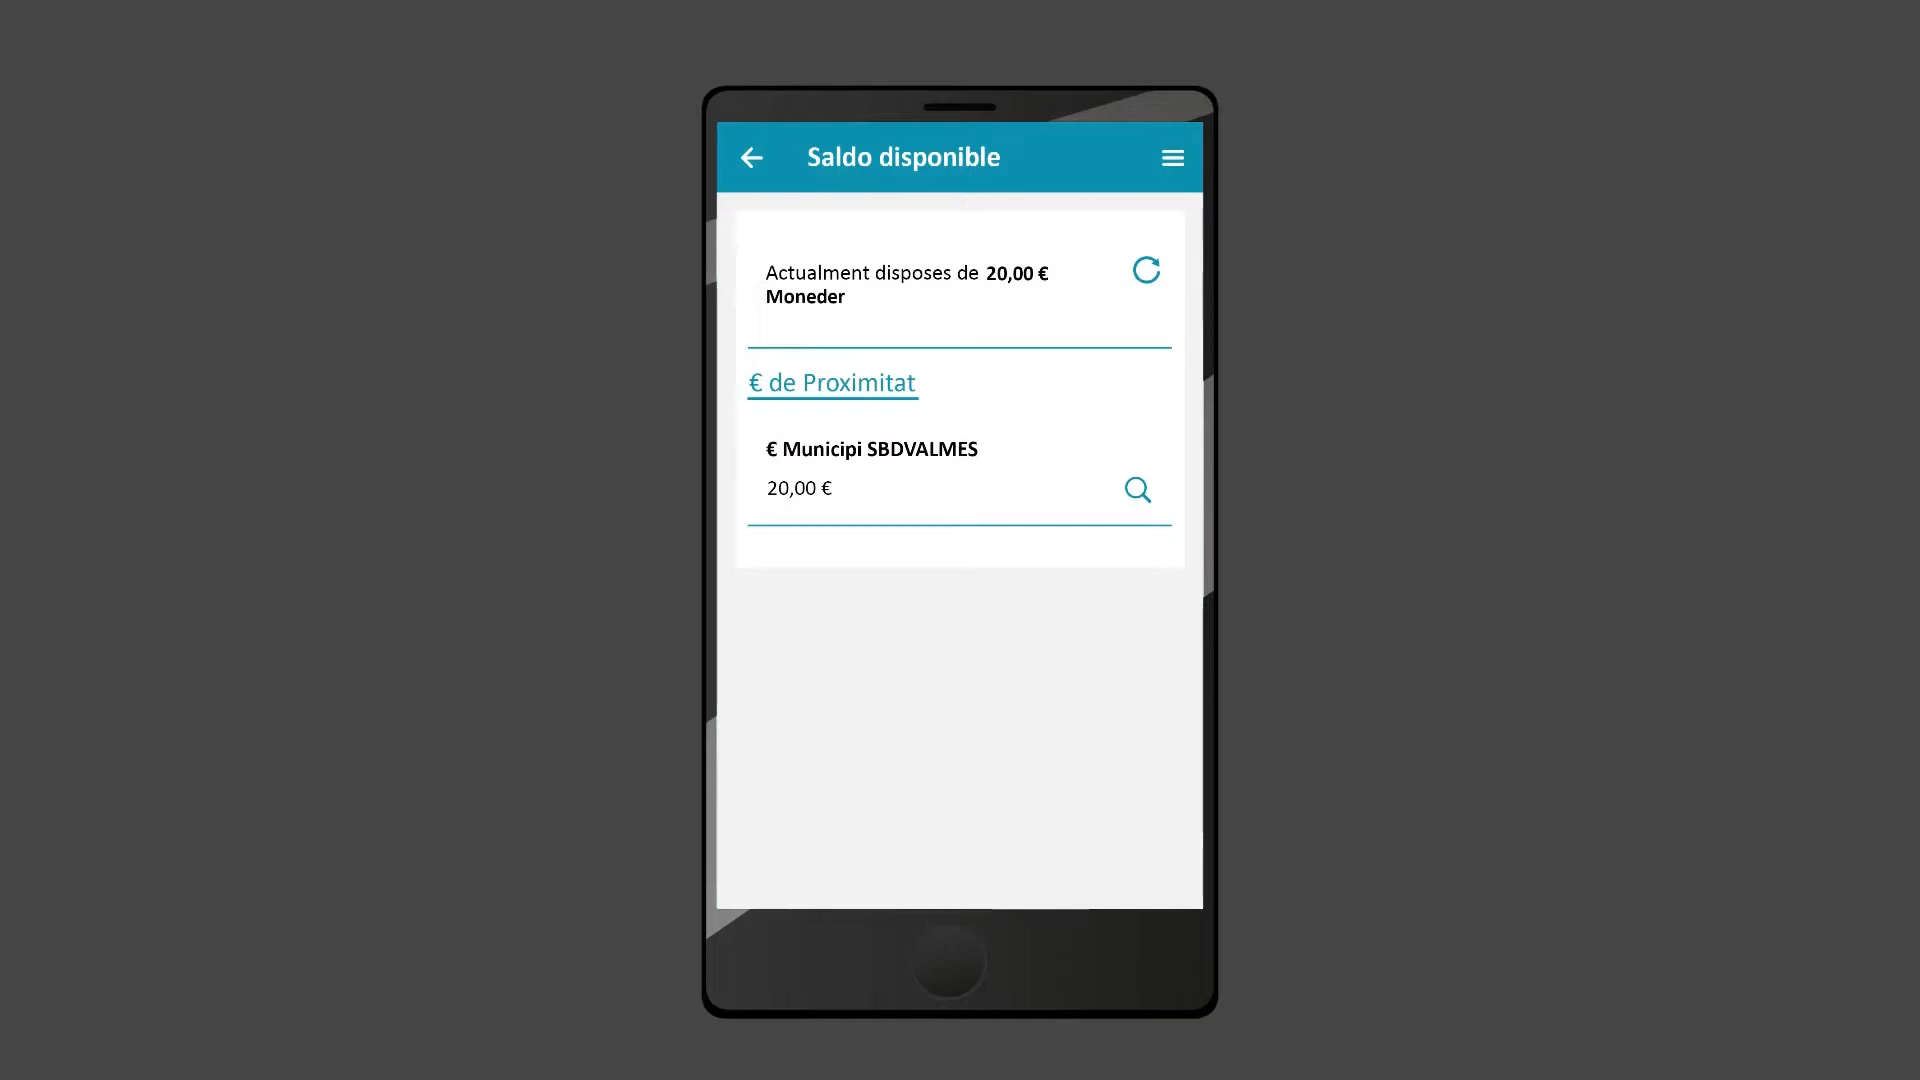 Saldo disponible
Actualment disposes de 20,00 €
Moneder
€ de Proximitat
€ Municipi SBDVALMES
20,00 €